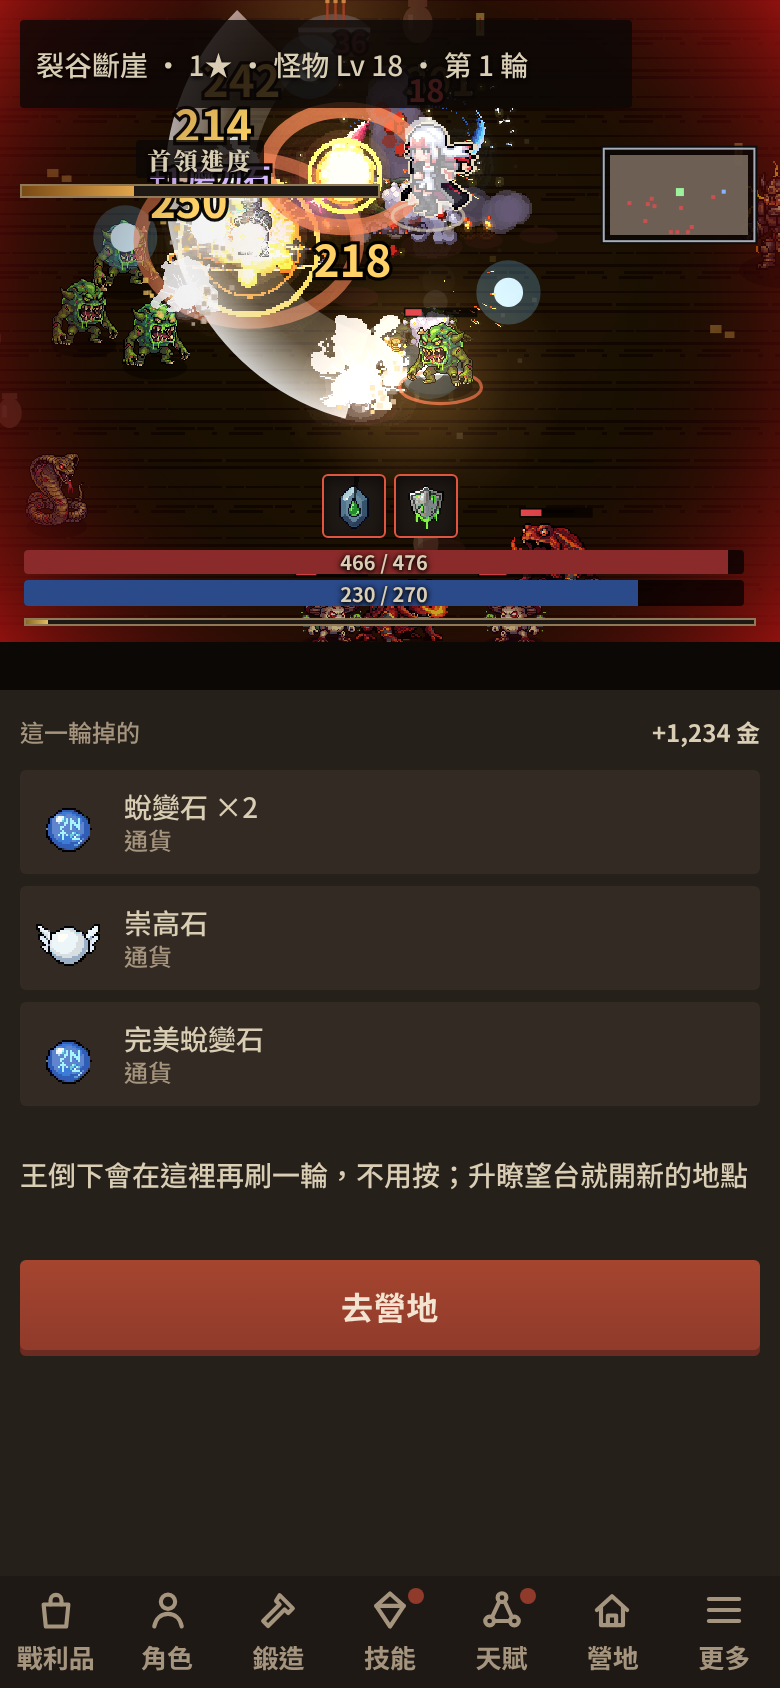 裂谷斷崖 · 1★ · 怪物 Lv 18 · 第 1 輪
36
242
18
214
首領進度
250
218
466 / 476
230 / 270
這一輪掉的
+1,234 金
蛻變石 ×2
通貨
崇高石
通貨
完美蛻變石
通貨
王倒下會在這裡再刷一輪，不用按；升瞭望台就開新的地點
去營地
戰利品
角色
鍛造
技能
天賦
營地
更多